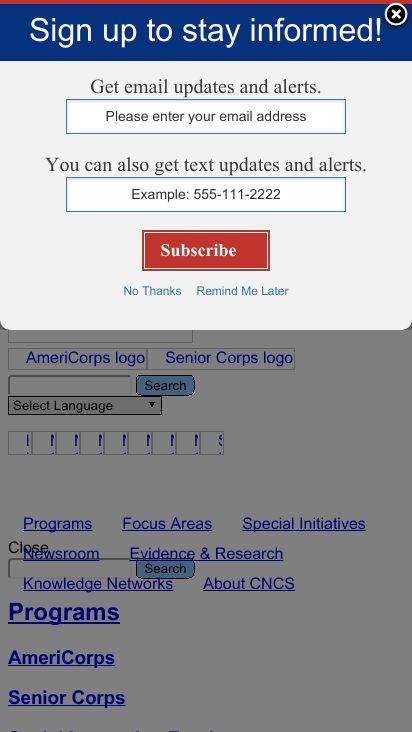 Sign up to stay informed!
Get email updates and alerts.
Please enter your email address
You can also get text updates and alerts.
Example: 555-111-2222
Subscribe
No Thanks Remind Me Later
AmeriCorps logo Senior Corps logo
Search
Select Language
Programs Focus Areas Special Initiatives
Close
Newsroom Evidence & Research
Search
Knowledge Networks About CNCS
Programs
AmeriCorps
Senior Corps